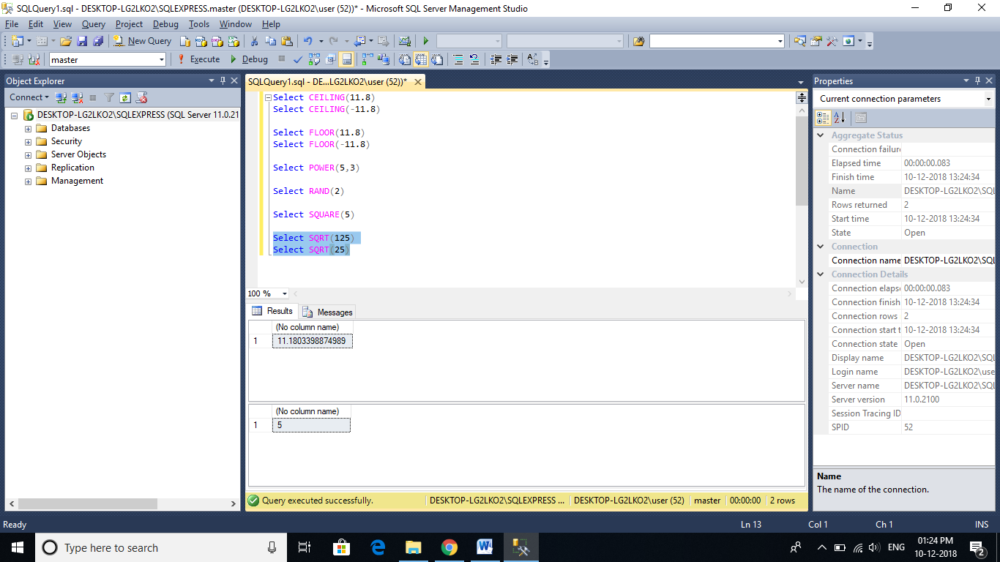 SQLQuery1.sql - DESKTOP-LG2LKO2\SQLEXPRESS.master (DESKTOP-LG2LKO2\user (52))* - Microsoft SQL Server Management Studio
File Edit View Query Project Debug Tools Window Help
New Query
master Execute Debug
Object Explorer
Connect
DESKTOP-LG2LKO2\SQLEXPRESS (SQL Server 11.0.21
Databases
Security
Server Objects
Replication
Management
SQLQuery1.sql - DE...LG2LKO2\user (52))*
Select CEILING(11.8)
Select CEILING(-11.8)
Select FLOOR(11.8)
Select FLOOR(-11.8)
Select POWER(5,3)
Select RAND(2)
Select SQUARE(5)
Select SQRT(125)
Select SQRT(25)
100 %
Results Messages
(No column name)
1 11.1803398874989
(No column name)
1 5
Query executed successfully. DESKTOP-LG2LKO2\SQLEXPRESS ... DESKTOP-LG2LKO2\user (52) master 00:00:00 2 rows
Properties
Current connection parameters
Aggregate Status
Connection failure
Elapsed time 00:00:00.083
Finish time 10-12-2018 13:24:34
Name DESKTOP-LG2LKO2\SQL
Rows returned 2
Start time 10-12-2018 13:24:34
State Open
Connection
Connection name DESKTOP-LG2LKO2\SQL
Connection Details
Connection elaps 00:00:00.083
Connection finish 10-12-2018 13:24:34
Connection rows 2
Connection start t 10-12-2018 13:24:34
Connection state Open
Display name DESKTOP-LG2LKO2\SQL
Login name DESKTOP-LG2LKO2\use
Server name DESKTOP-LG2LKO2\SQL
Server version 11.0.2100
Session Tracing ID
SPID 52
Name
The name of the connection.
Ready Ln 13 Col 1 Ch 1 INS
Type here to search ENG 01:24 PM
10-12-2018 2